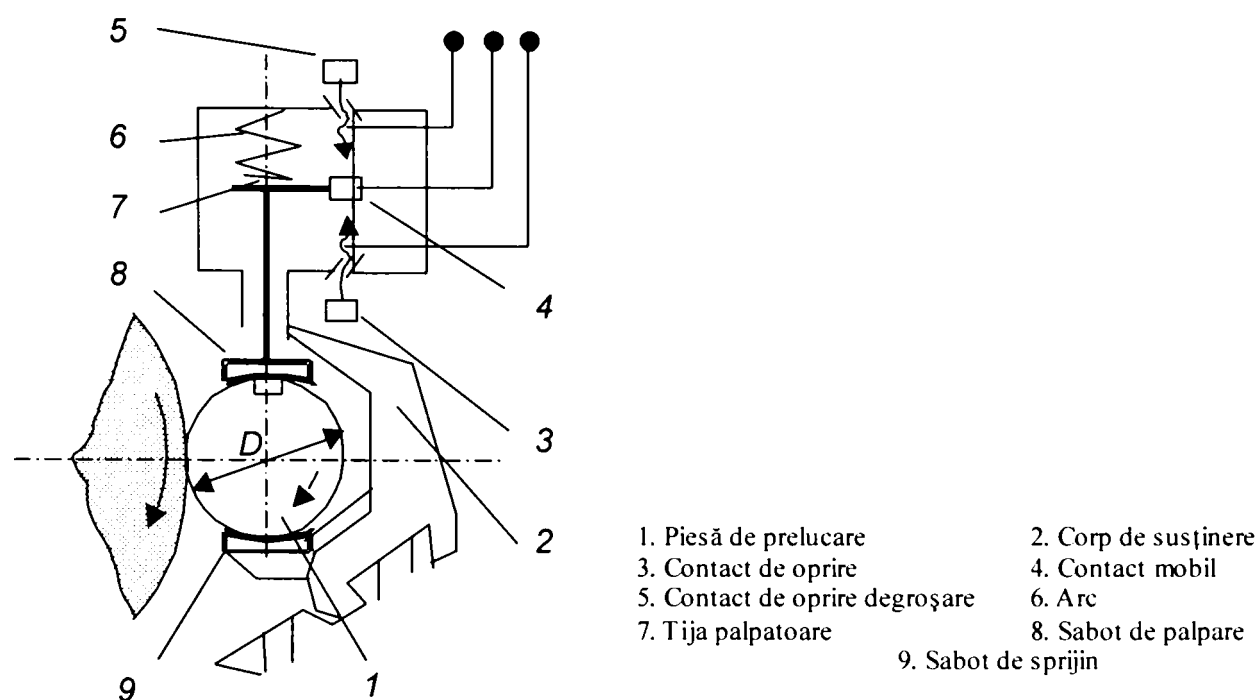 5
6
7
8
4
D
3
2
9
1
1. Piesă de prelucare 2. Corp de susţinere
3. Contact de oprire 4. Contact mobil
5. Contact de oprire degroşare 6. Arc
7. Tija palpatoare 8. Sabot de palpare
9. Sabot de sprijin